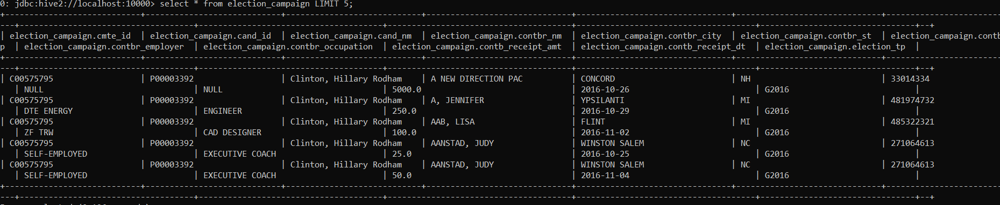 0: jdbc:hive2://localhost:10000> select * from election_campaign LIMIT 5;
+----------------------------+----------------------------+---------------------------+-----------------------------+-------------------------------+------------------------------+-----------------------
---+-----------------------------------+-------------------------------------+-------------------------------------+------------------------------------+-------------------------------+--+
| election_campaign.cmte_id | election_campaign.cand_id | election_campaign.cand_nm | election_campaign.contbr_nm | election_campaign.contbr_city | election_campaign.contbr_st | election_campaign.contb
p | election_campaign.contbr_employer | election_campaign.contbr_occupation | election_campaign.contb_receipt_amt | election_campaign.contb_receipt_dt | election_campaign.election_tp |
+----------------------------+----------------------------+---------------------------+-----------------------------+-------------------------------+------------------------------+-----------------------
---+-----------------------------------+-------------------------------------+-------------------------------------+------------------------------------+-------------------------------+--+
| C00575795 | P00003392 | Clinton, Hillary Rodham | A NEW DIRECTION PAC | CONCORD | NH | 33014334
| NULL | NULL | 5000.0 | 2016-10-26 | G2016 |
| C00575795 | P00003392 | Clinton, Hillary Rodham | A, JENNIFER | YPSILANTI | MI | 481974732
| DTE ENERGY | ENGINEER | 250.0 | 2016-10-29 | G2016 |
| C00575795 | P00003392 | Clinton, Hillary Rodham | AAB, LISA | FLINT | MI | 485322321
| ZF TRW | CAD DESIGNER | 100.0 | 2016-11-02 | G2016 |
| C00575795 | P00003392 | Clinton, Hillary Rodham | AANSTAD, JUDY | WINSTON SALEM | NC | 271064613
| SELF-EMPLOYED | EXECUTIVE COACH | 25.0 | 2016-10-25 | G2016 |
| C00575795 | P00003392 | Clinton, Hillary Rodham | AANSTAD, JUDY | WINSTON SALEM | NC | 271064613
| SELF-EMPLOYED | EXECUTIVE COACH | 50.0 | 2016-11-04 | G2016 |
+----------------------------+----------------------------+---------------------------+-----------------------------+-------------------------------+------------------------------+-----------------------
---+-----------------------------------+-------------------------------------+-------------------------------------+------------------------------------+-------------------------------+--+